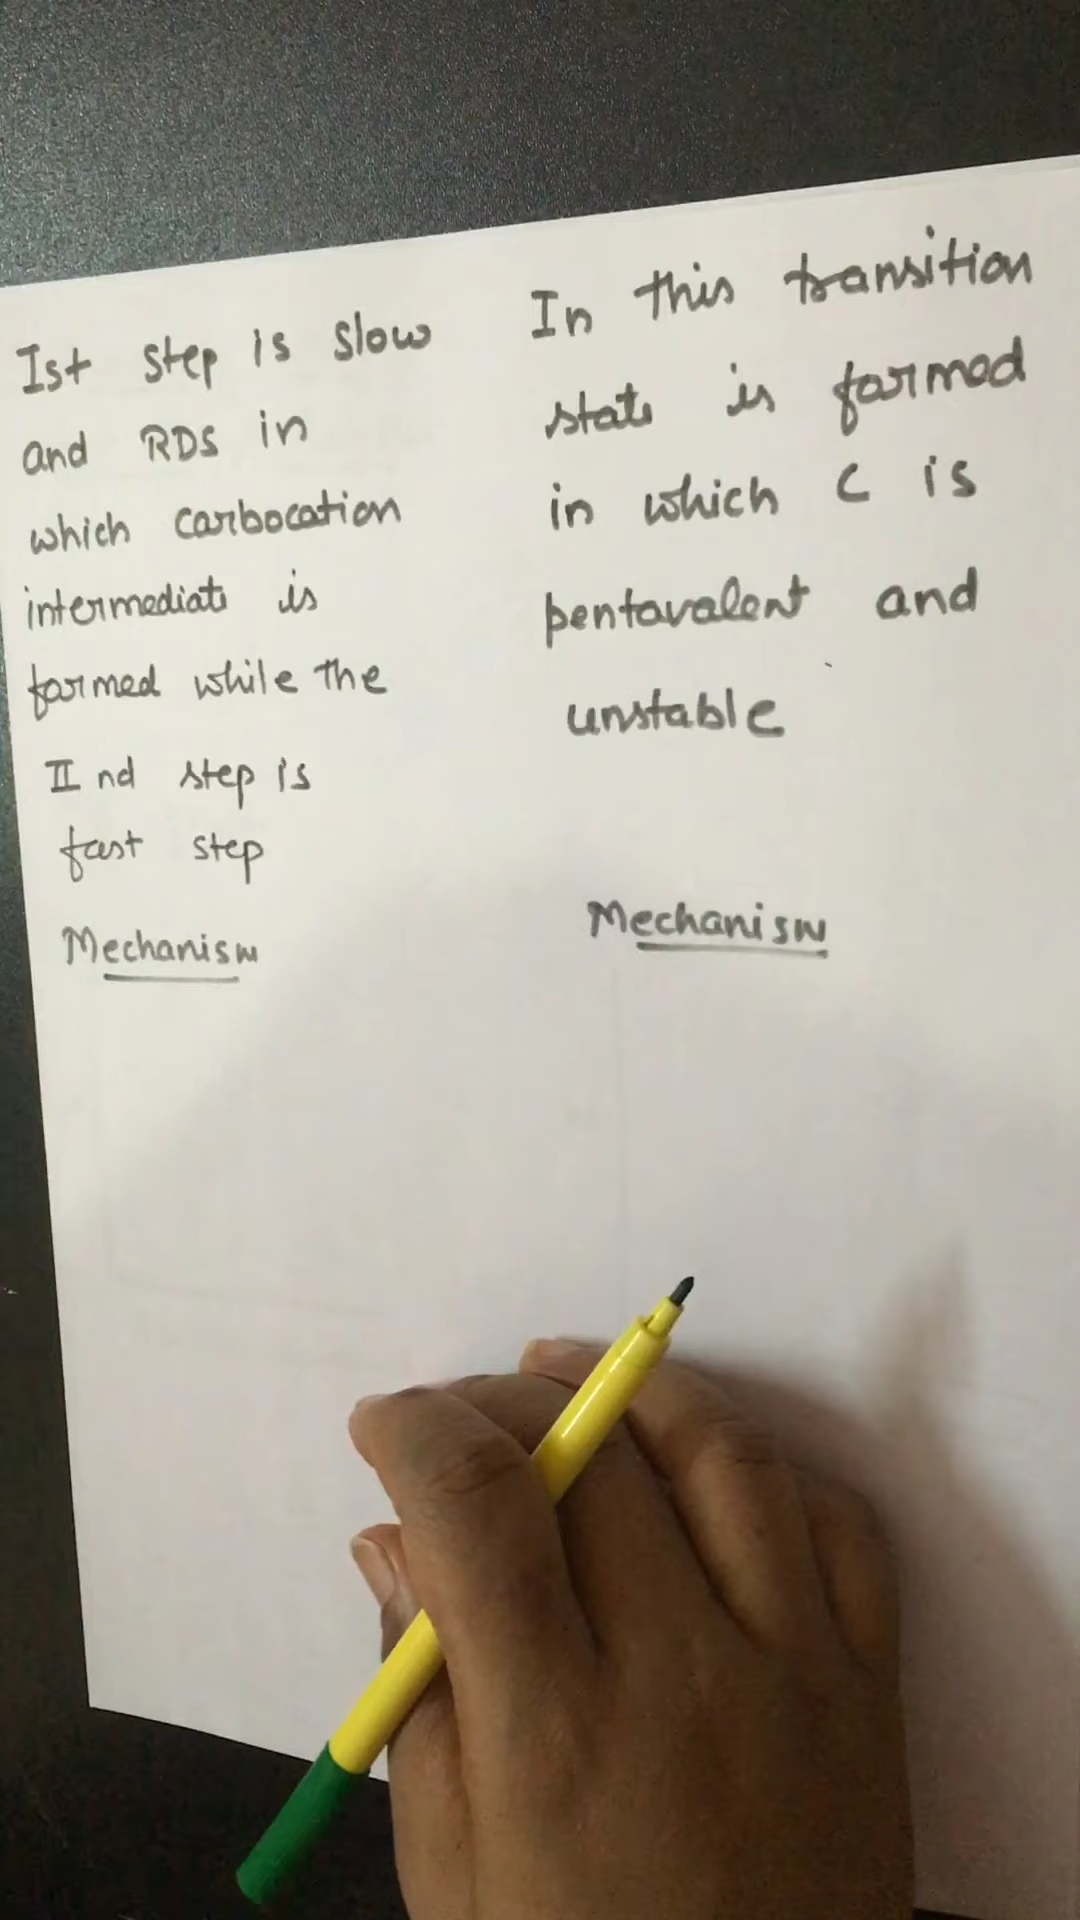 Ist step is slow
and RDS in
which carbocation
intermediate is
formed while the
II nd step is
fast step
Mechanism
In this transition
state is formed
in which C is
pentavalent and
unstable
Mechanism